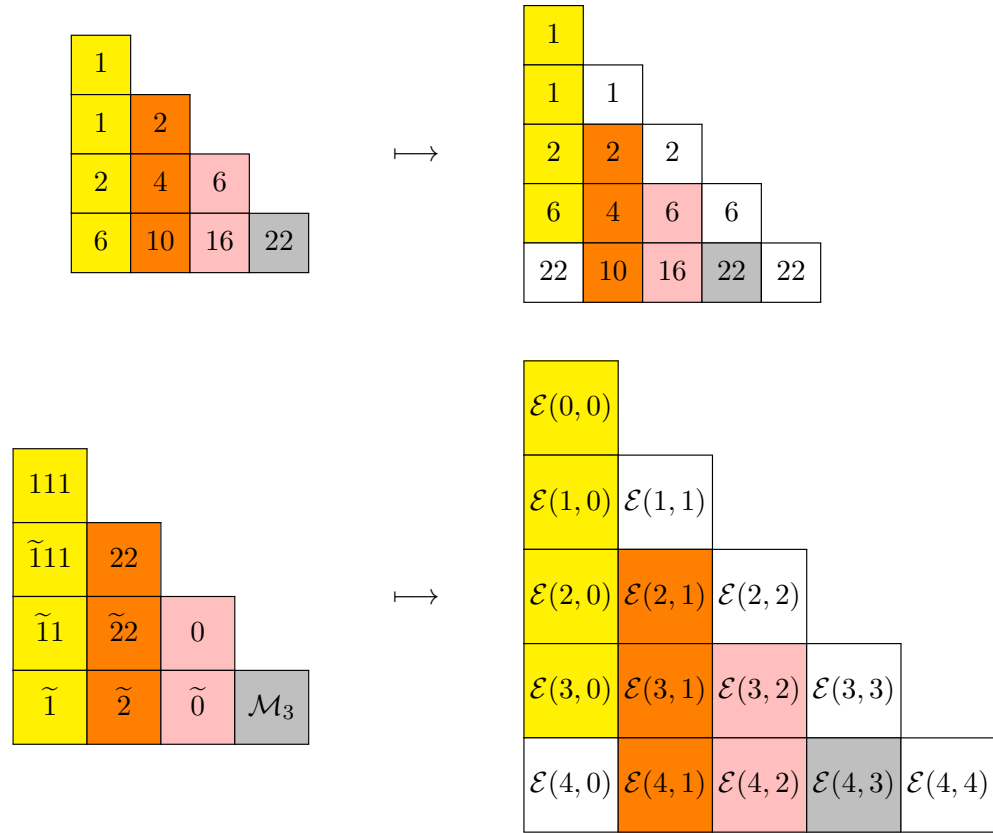 1
1 2
2 4 6
6 10 16 22
⟼
1
1 1
2 2 2
6 4 6 6
22 10 16 22 22
111
1̃11 22
1̃1 2̃2 0
1̃ 2̃ 0̃ ℳ₃
⟼
ℰ(0, 0)
ℰ(1, 0) ℰ(1, 1)
ℰ(2, 0) ℰ(2, 1) ℰ(2, 2)
ℰ(3, 0) ℰ(3, 1) ℰ(3, 2) ℰ(3, 3)
ℰ(4, 0) ℰ(4, 1) ℰ(4, 2) ℰ(4, 3) ℰ(4, 4)